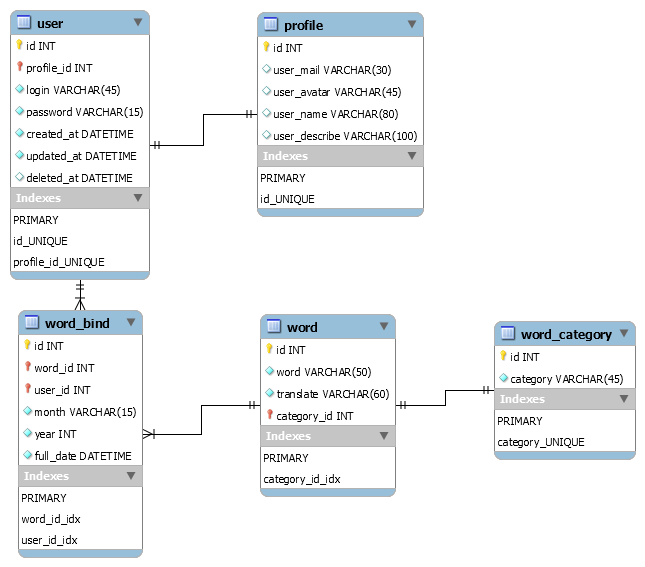 user
id INT
profile_id INT
login VARCHAR(45)
password VARCHAR(15)
created_at DATETIME
updated_at DATETIME
deleted_at DATETIME
Indexes
PRIMARY
id_UNIQUE
profile_id_UNIQUE
profile
id INT
user_mail VARCHAR(30)
user_avatar VARCHAR(45)
user_name VARCHAR(80)
user_describe VARCHAR(100)
Indexes
PRIMARY
id_UNIQUE
word_bind
id INT
word_id INT
user_id INT
month VARCHAR(15)
year INT
full_date DATETIME
Indexes
PRIMARY
word_id_idx
user_id_idx
word
id INT
word VARCHAR(50)
translate VARCHAR(60)
category_id INT
Indexes
PRIMARY
category_id_idx
word_category
id INT
category VARCHAR(45)
Indexes
PRIMARY
category_UNIQUE